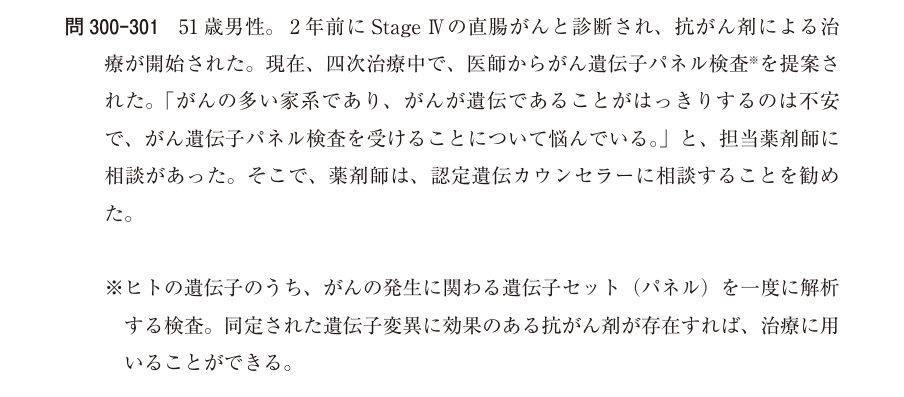 問300-301 51歳男性。2年前にStage Ⅳの直腸がんと診断され、抗がん剤による治
療が開始された。現在、四次治療中で、医師からがん遺伝子パネル検査※を提案さ
れた。「がんの多い家系であり、がんが遺伝であることがはっきりするのは不安
で、がん遺伝子パネル検査を受けることについて悩んでいる。」と、担当薬剤師に
相談があった。そこで、薬剤師は、認定遺伝カウンセラーに相談することを勧め
た。
※ヒトの遺伝子のうち、がんの発生に関わる遺伝子セット（パネル）を一度に解析
する検査。同定された遺伝子変異に効果のある抗がん剤が存在すれば、治療に用
いることができる。